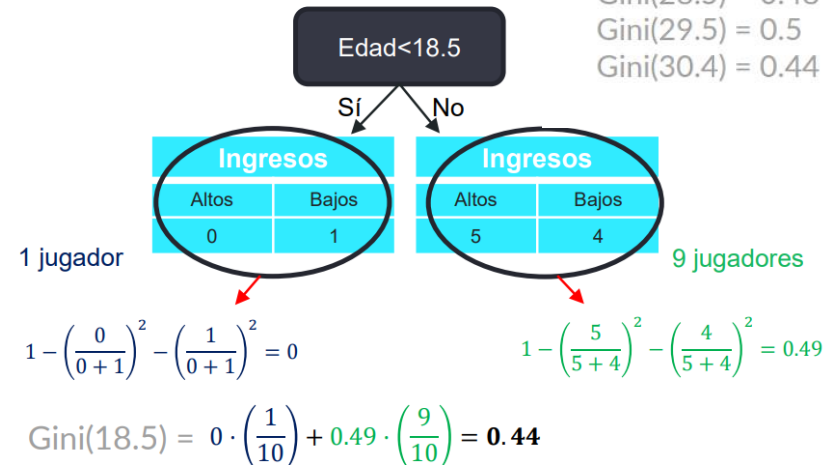 Gini(29.5) = 0.5
Gini(30.4) = 0.44
Edad<18.5
Sí No
Ingresos Ingresos
Altos Bajos Altos Bajos
0 1 5 4
1 jugador 9 jugadores
1 − (0/(0 + 1))² − (1/(0 + 1))² = 0
1 − (5/(5 + 4))² − (4/(5 + 4))² = 0.49
Gini(18.5) = 0 · (1/10) + 0.49 · (9/10) = 0.44